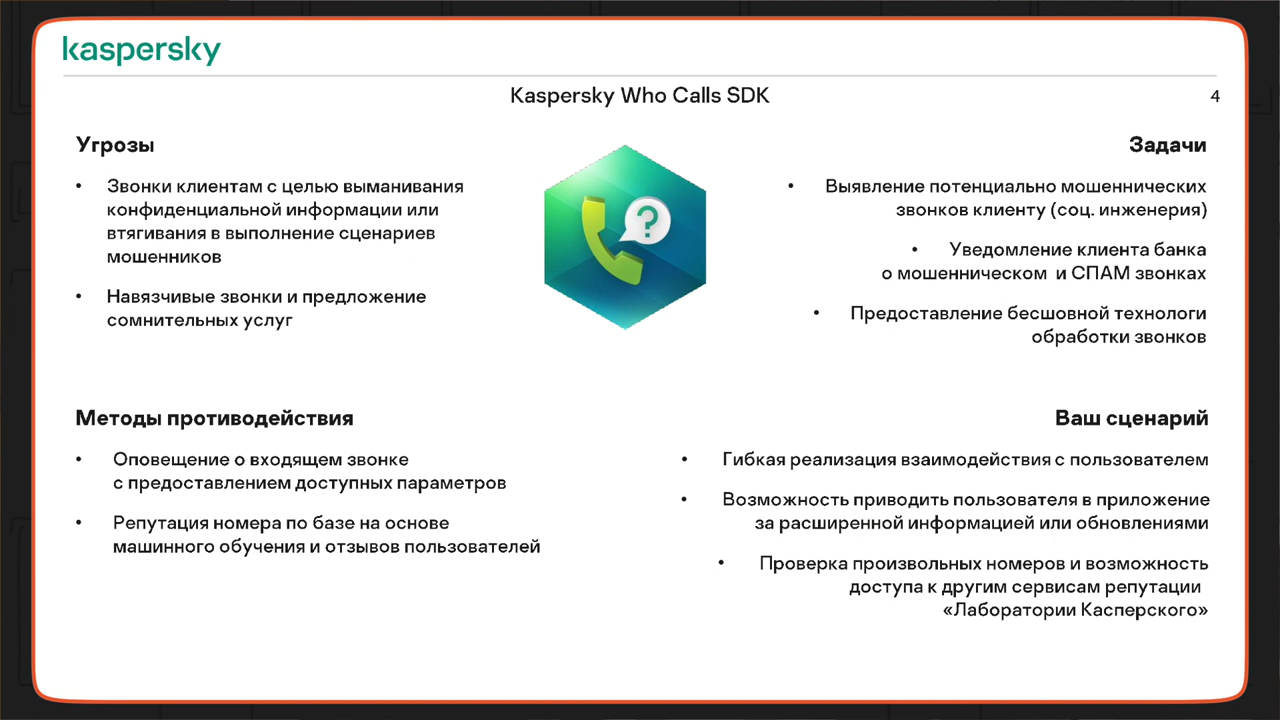 kaspersky
Kaspersky Who Calls SDK
4
Угрозы
• Звонки клиентам с целью выманивания
конфиденциальной информации или
втягивания в выполнение сценариев
мошенников
• Навязчивые звонки и предложение
сомнительных услуг
?
Задачи
• Выявление потенциально мошеннических
звонков клиенту (соц. инженерия)
• Уведомление клиента банка
о мошенническом и СПАМ звонках
• Предоставление бесшовной технологи
обработки звонков
Методы противодействия
• Оповещение о входящем звонке
с предоставлением доступных параметров
• Репутация номера по базе на основе
машинного обучения и отзывов пользователей
Ваш сценарий
• Гибкая реализация взаимодействия с пользователем
• Возможность приводить пользователя в приложение
за расширенной информацией или обновлениями
• Проверка произвольных номеров и возможность
доступа к другим сервисам репутации
«Лаборатории Касперского»